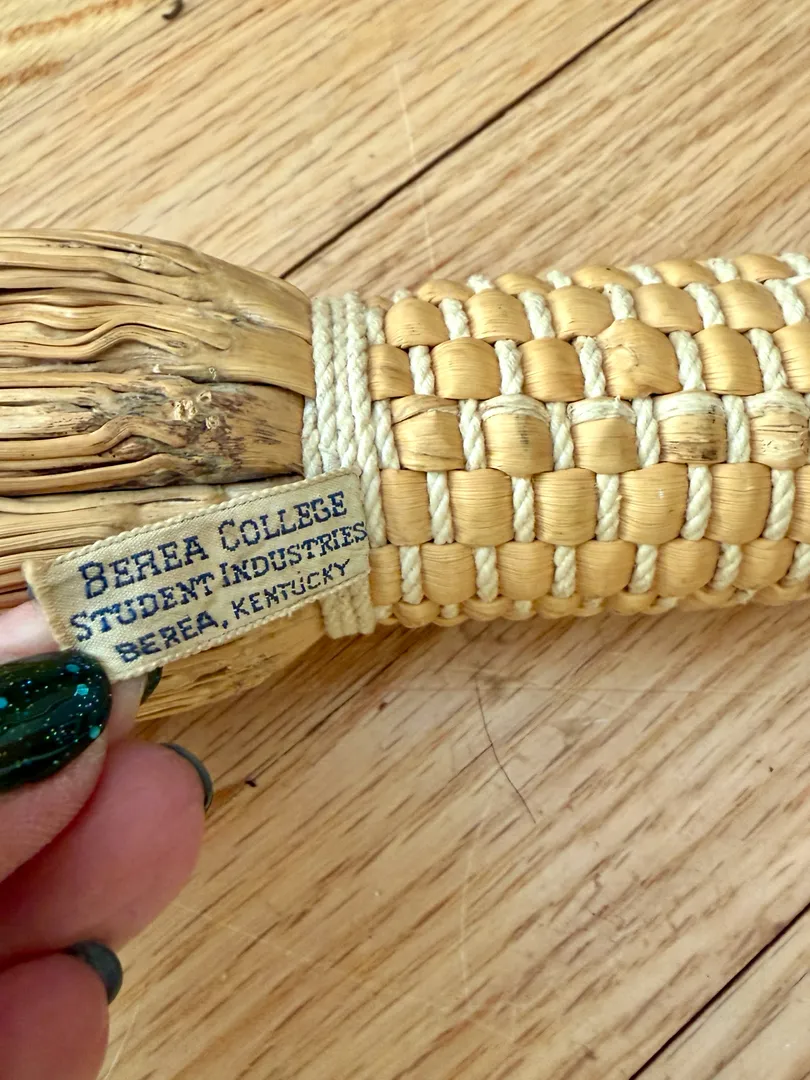 BEREA COLLEGE
STUDENT INDUSTRIES
BEREA, KENTUCKY